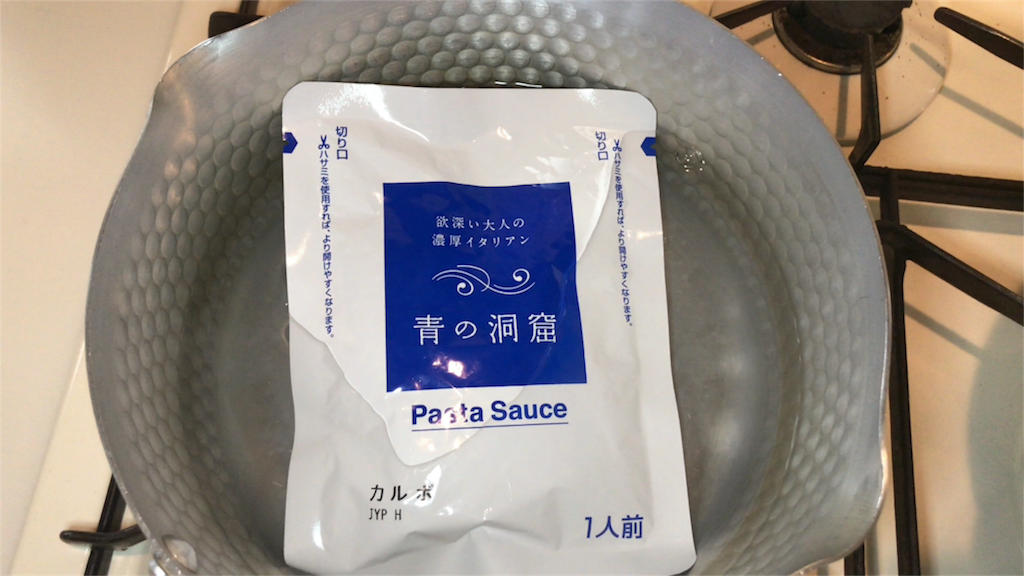 切り口
✂ハサミを使用すれば、より開けやすくなります。
切り口
✂ハサミを使用すれば、より開けやすくなります。
欲深い大人の
濃厚イタリアン
青の洞窟
Pasta Sauce
カルボ
JYP H
1人前